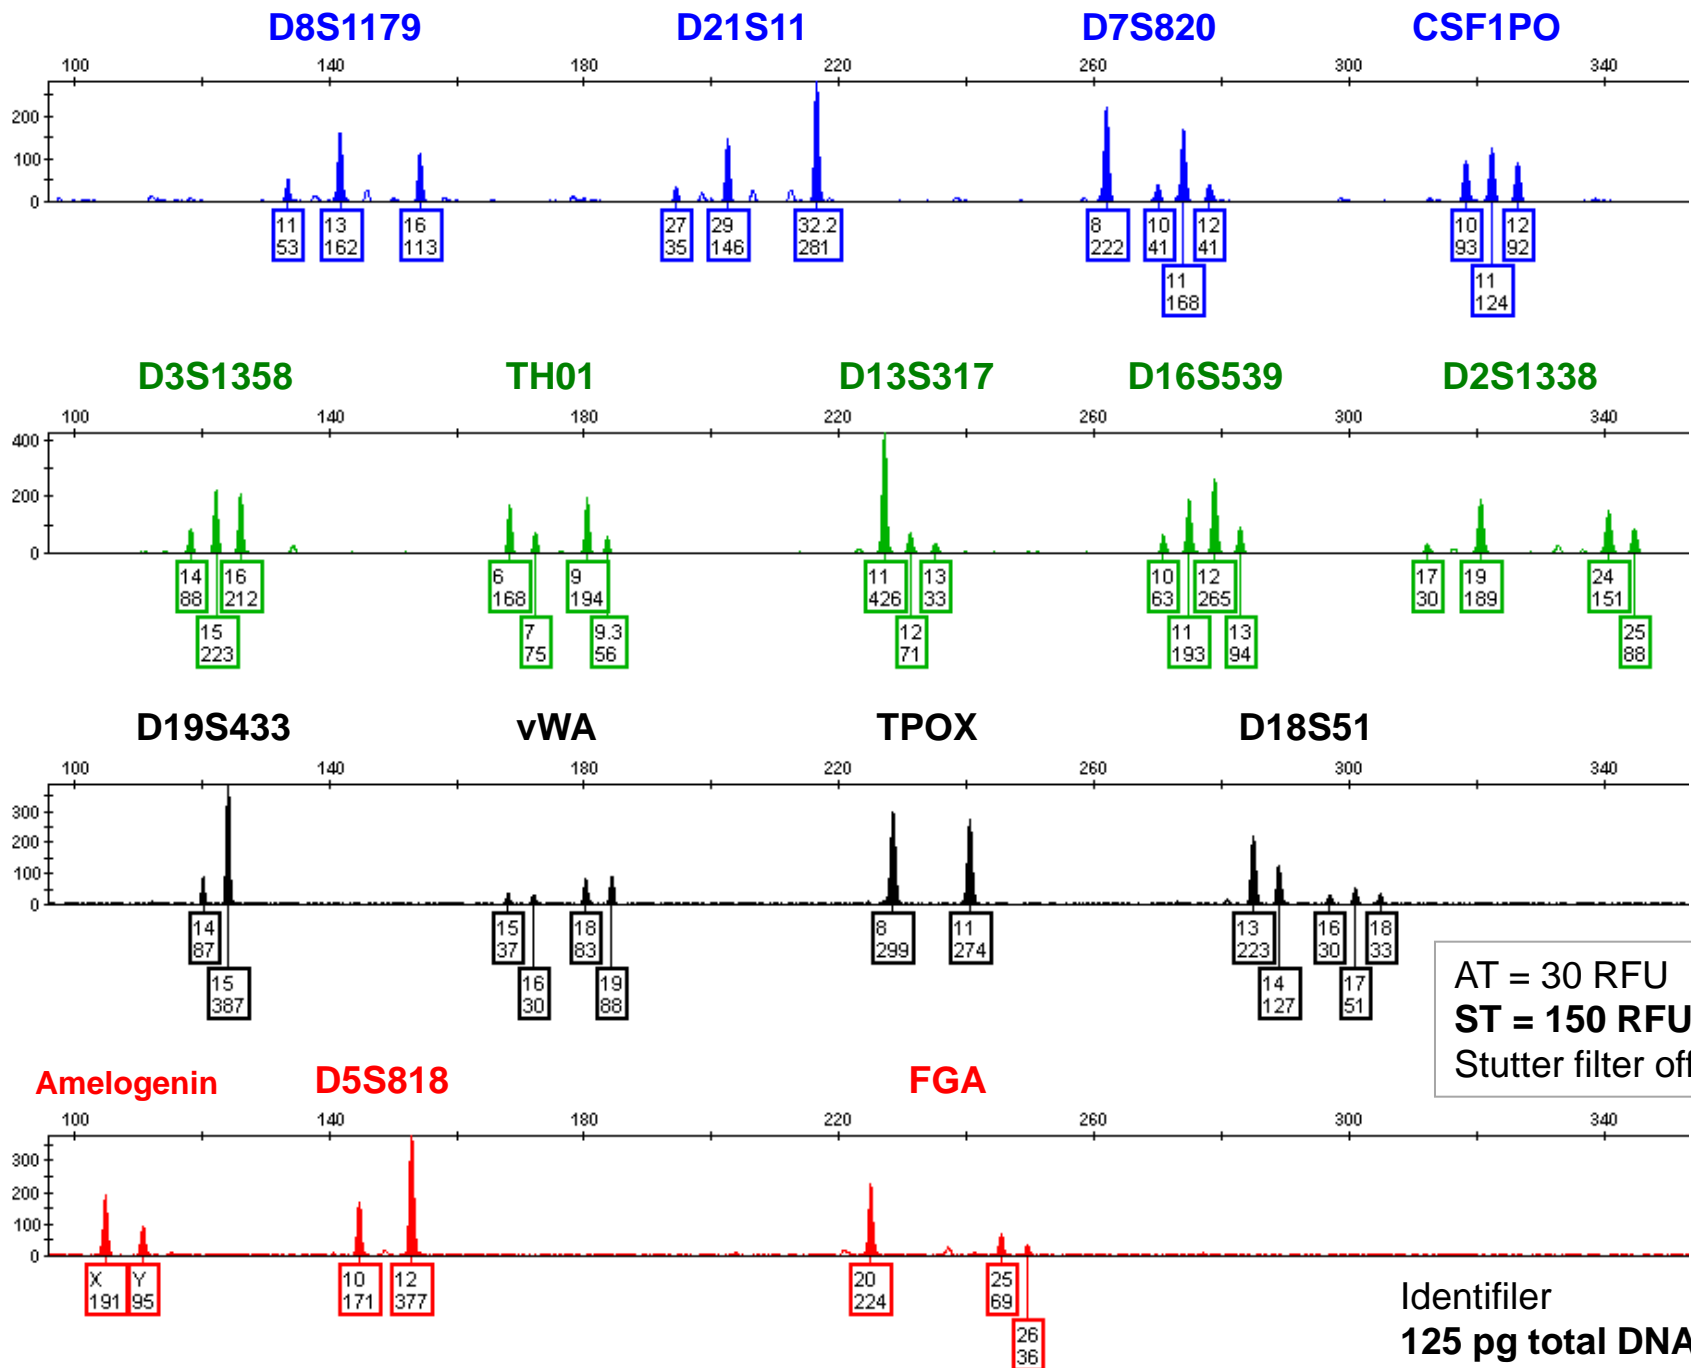 D8S1179 D21S11 D7S820 CSF1PO
100 140 180 220 260 300 340
200
100
0
11 13 16 27 29 32.2 8 10 12 10 12
53 162 113 35 146 281 222 41 41 93 92
11 11
168 124
D3S1358 TH01 D13S317 D16S539 D2S1338
100 140 180 220 260 300 340
400
200
0
14 16 6 9 11 13 10 12 17 19 24
88 212 168 194 426 33 63 265 30 189 151
15 7 9.3 12 11 13 25
223 75 56 71 193 94 88
D19S433 vWA TPOX D18S51
100 140 180 220 260 300 340
300
200
100
0
14 15 18 8 11 13 16 18
87 37 83 299 274 223 30 33
15 16 19 14 17
387 30 88 127 51
AT = 30 RFU
ST = 150 RFU
Stutter filter off
Amelogenin D5S818 FGA
100 140 180 220 260 300 340
300
200
100
0
X Y 10 12 20 25
191 95 171 377 224 69
26
36
Identifiler
125 pg total DNA